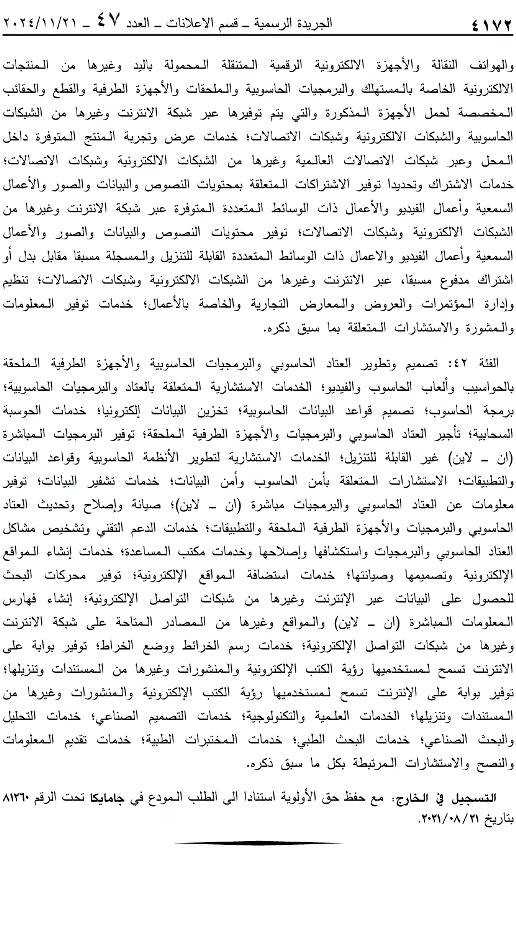 ٤١٧٢ الجريدة الرسمية ــ قسم الاعلانات ــ العدد ٤٧ ــ ٢٠٢٤/١١/٢١
والهواتف النقالة والأجهزة الالكترونية الرقمية المتنقلة المحمولة باليد وغيرها من المنتجات
الالكترونية الخاصة بالمستهلك والبرمجيات الحاسوبية والملحقات والأجهزة الطرفية والقطع والحقائب
المخصصة لحمل الأجهزة المذكورة والتي يتم توفيرها عبر شبكة الانترنت وغيرها من الشبكات
الحاسوبية والشبكات الالكترونية وشبكات الاتصالات؛ خدمات عرض وتجربة المنتج المتوفرة داخل
المحل وعبر شبكات الاتصالات العالمية وغيرها من الشبكات الالكترونية وشبكات الاتصالات؛
خدمات الاشتراك وتحديدا توفير الاشتراكات المتعلقة بمحتويات النصوص والبيانات والصور والأعمال
السمعية وأعمال الفيديو والأعمال ذات الوسائط المتعددة المتوفرة عبر شبكة الانترنت وغيرها من
الشبكات الالكترونية وشبكات الاتصالات؛ توفير محتويات النصوص والبيانات والصور والأعمال
السمعية وأعمال الفيديو والاعمال ذات الوسائط المتعددة القابلة للتنزيل والمسجلة مسبقا مقابل بدل أو
اشتراك مدفوع مسبقا، عبر الانترنت وغيرها من الشبكات الالكترونية وشبكات الاتصالات؛ تنظيم
وإدارة المؤتمرات والعروض والمعارض التجارية والخاصة بالأعمال؛ خدمات توفير المعلومات
والمشورة والاستشارات المتعلقة بما سبق ذكره.
الفئة ٤٢: تصميم وتطوير العتاد الحاسوبي والبرمجيات الحاسوبية والأجهزة الطرفية الملحقة
بالحواسيب وألعاب الحاسوب والفيديو؛ الخدمات الاستشارية المتعلقة بالعتاد والبرمجيات الحاسوبية؛
برمجة الحاسوب؛ تصميم قواعد البيانات الحاسوبية؛ تخزين البيانات إلكترونيا؛ خدمات الحوسبة
السحابية؛ تأجير العتاد الحاسوبي والبرمجيات والأجهزة الطرفية الملحقة؛ توفير البرمجيات المباشرة
(ان ــ لاين) غير القابلة للتنزيل؛ الخدمات الاستشارية لتطوير الأنظمة الحاسوبية وقواعد البيانات
والتطبيقات؛ الاستشارات المتعلقة بأمن الحاسوب وأمن البيانات؛ خدمات تشفير البيانات؛ توفير
معلومات عن العتاد الحاسوبي والبرمجيات مباشرة (ان ــ لاين)؛ صيانة وإصلاح وتحديث العتاد
الحاسوبي والبرمجيات والأجهزة الطرفية الملحقة والتطبيقات؛ خدمات الدعم التقني وتشخيص مشاكل
العتاد الحاسوبي والبرمجيات واستكشافها وإصلاحها وخدمات مكتب المساعدة؛ خدمات إنشاء المواقع
الإلكترونية وتصميمها وصيانتها؛ خدمات استضافة المواقع الإلكترونية؛ توفير محركات البحث
للحصول على البيانات عبر الإنترنت وغيرها من شبكات التواصل الإلكترونية؛ إنشاء فهارس
المعلومات المباشرة (ان ــ لاين) والمواقع وغيرها من المصادر المتاحة على شبكة الانترنت
وغيرها من شبكات التواصل الإلكترونية؛ خدمات رسم الخرائط ووضع الخراط؛ توفير بوابة على
الانترنت تسمح لمستخدميها رؤية الكتب الإلكترونية والمنشورات وغيرها من المستندات وتنزيلها؛
توفير بوابة على الإنترنت تسمح لمستخدميها رؤية الكتب الإلكترونية والمنشورات وغيرها من
المستندات وتنزيلها؛ الخدمات العلمية والتكنولوجية؛ خدمات التصميم الصناعي؛ خدمات التحليل
والبحث الصناعي؛ خدمات البحث الطبي؛ خدمات المختبرات الطبية؛ خدمات تقديم المعلومات
والنصح والاستشارات المرتبطة بكل ما سبق ذكره.
التسجيل في الخارج: مع حفظ حق الأولوية استنادا الى الطلب المودع في جامايكا تحت الرقم ٨١٢٦٠
بتاريخ ٢٠٢١/٠٨/٢١.